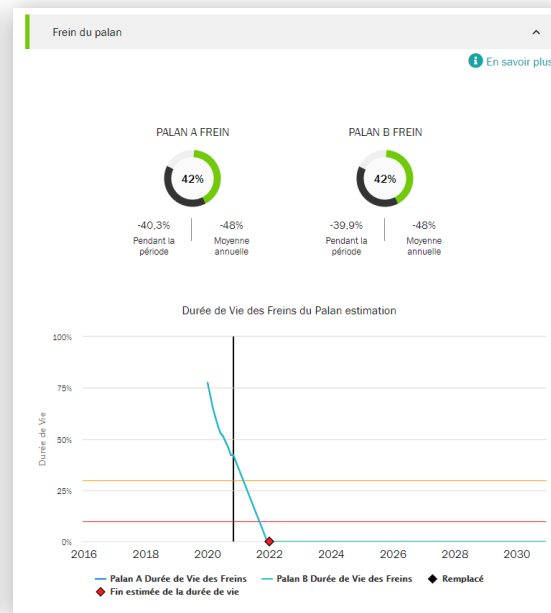 Frein du palan
En savoir plus
PALAN A FREIN
PALAN B FREIN
42%
42%
-40,3%
Pendant la
période
-48%
Moyenne
annuelle
-39,9%
Pendant la
période
-48%
Moyenne
annuelle
Durée de Vie des Freins du Palan estimation
Durée de Vie
100%
75%
50%
25%
0%
2016 2018 2020 2022 2024 2026 2028 2030
Palan A Durée de Vie des Freins Palan B Durée de Vie des Freins Remplacé
Fin estimée de la durée de vie